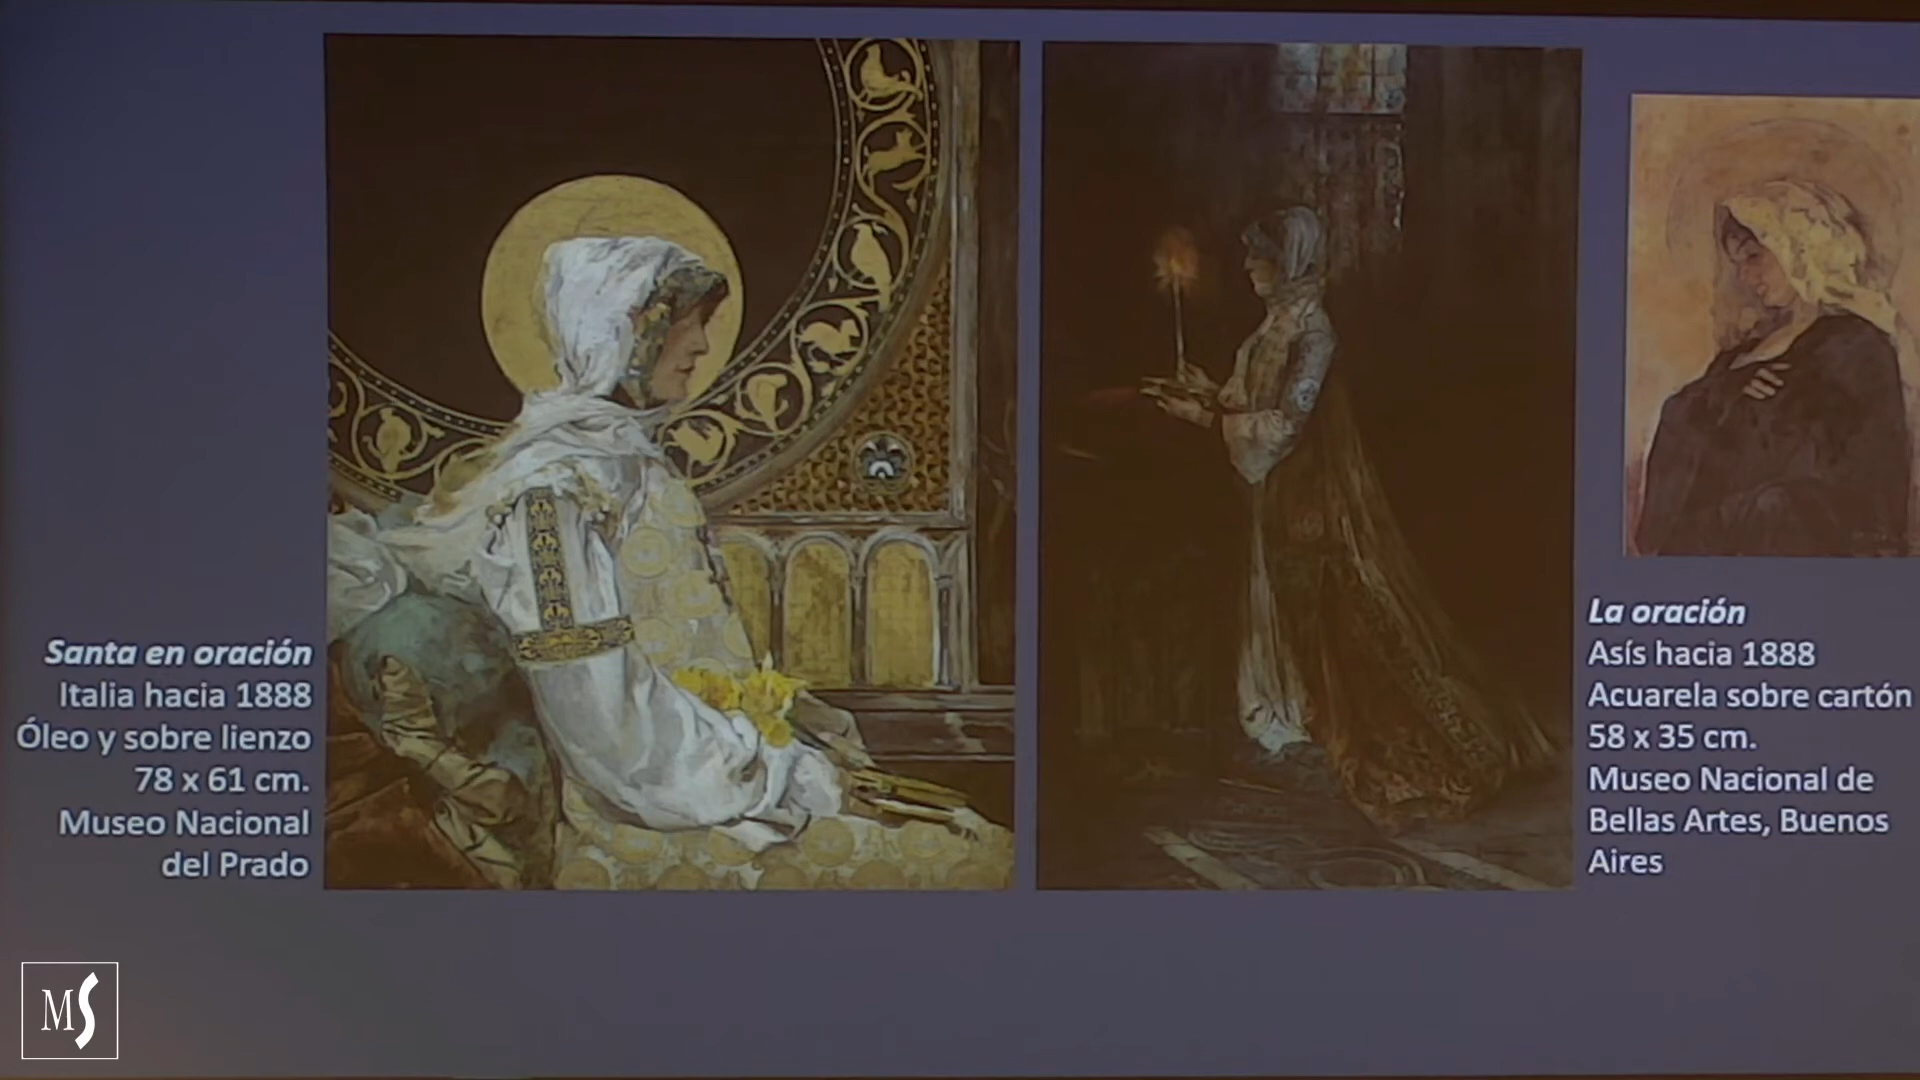 Santa en oración
Italia hacia 1888
Óleo y sobre lienzo
78 x 61 cm.
Museo Nacional
del Prado
La oración
Asís hacia 1888
Acuarela sobre cartón
58 x 35 cm.
Museo Nacional de
Bellas Artes, Buenos
Aires
MS